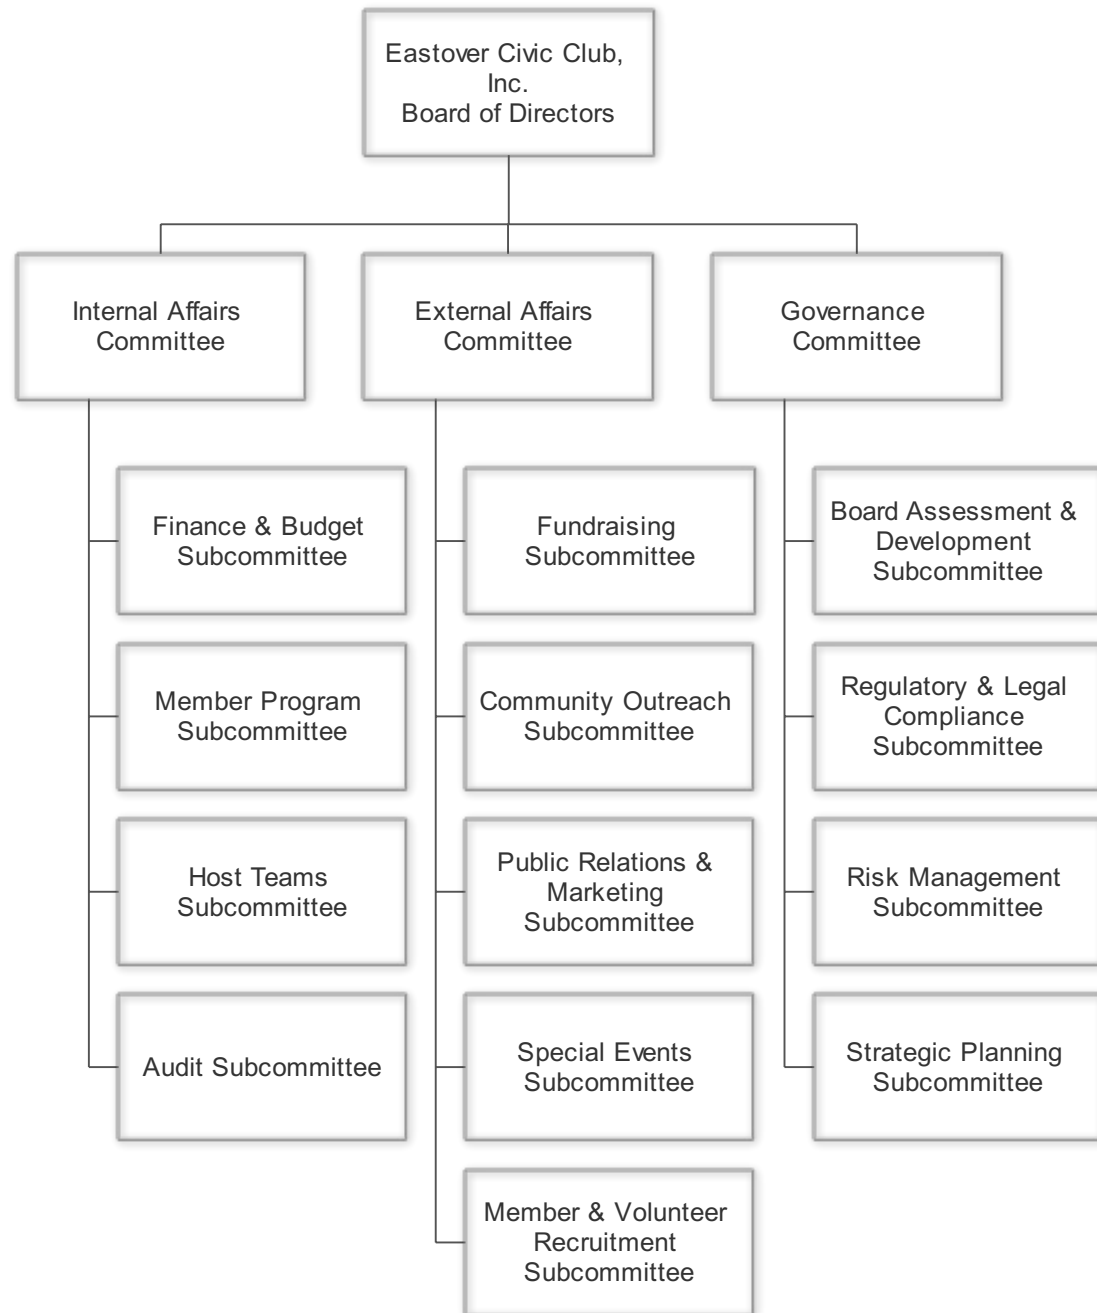 Eastover Civic Club,
Inc.
Board of Directors
Internal Affairs
Committee
External Affairs
Committee
Governance
Committee
Finance & Budget
Subcommittee
Member Program
Subcommittee
Host Teams
Subcommittee
Audit Subcommittee
Fundraising
Subcommittee
Community Outreach
Subcommittee
Public Relations &
Marketing
Subcommittee
Special Events
Subcommittee
Member & Volunteer
Recruitment
Subcommittee
Board Assessment &
Development
Subcommittee
Regulatory & Legal
Compliance
Subcommittee
Risk Management
Subcommittee
Strategic Planning
Subcommittee